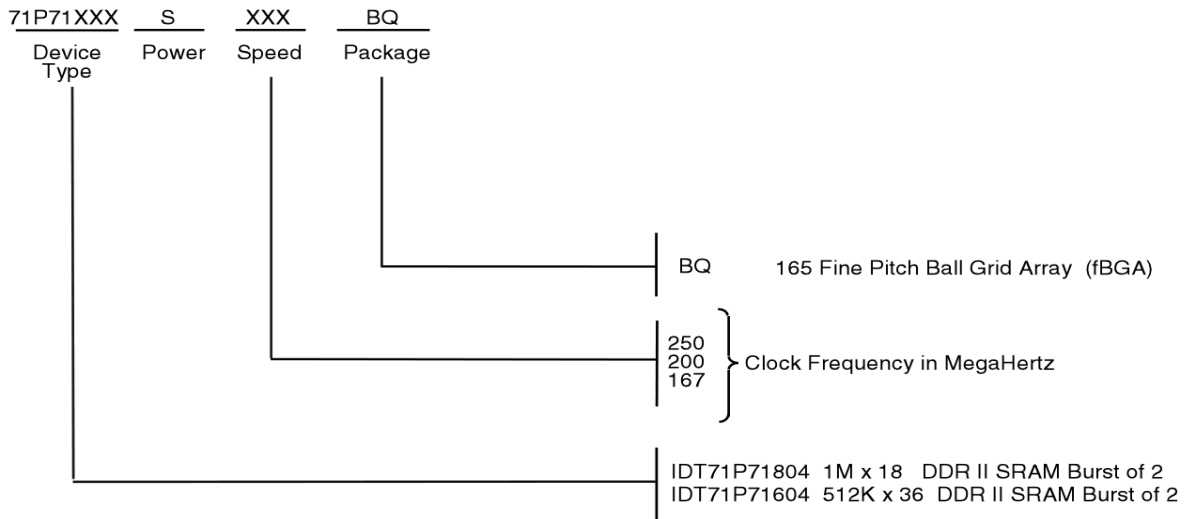 71P71XXX S XXX BQ
Device Type Power Speed Package
BQ 165 Fine Pitch Ball Grid Array (fBGA)
250
200
167
Clock Frequency in MegaHertz
IDT71P71804 1M x 18 DDR II SRAM Burst of 2
IDT71P71604 512K x 36 DDR II SRAM Burst of 2